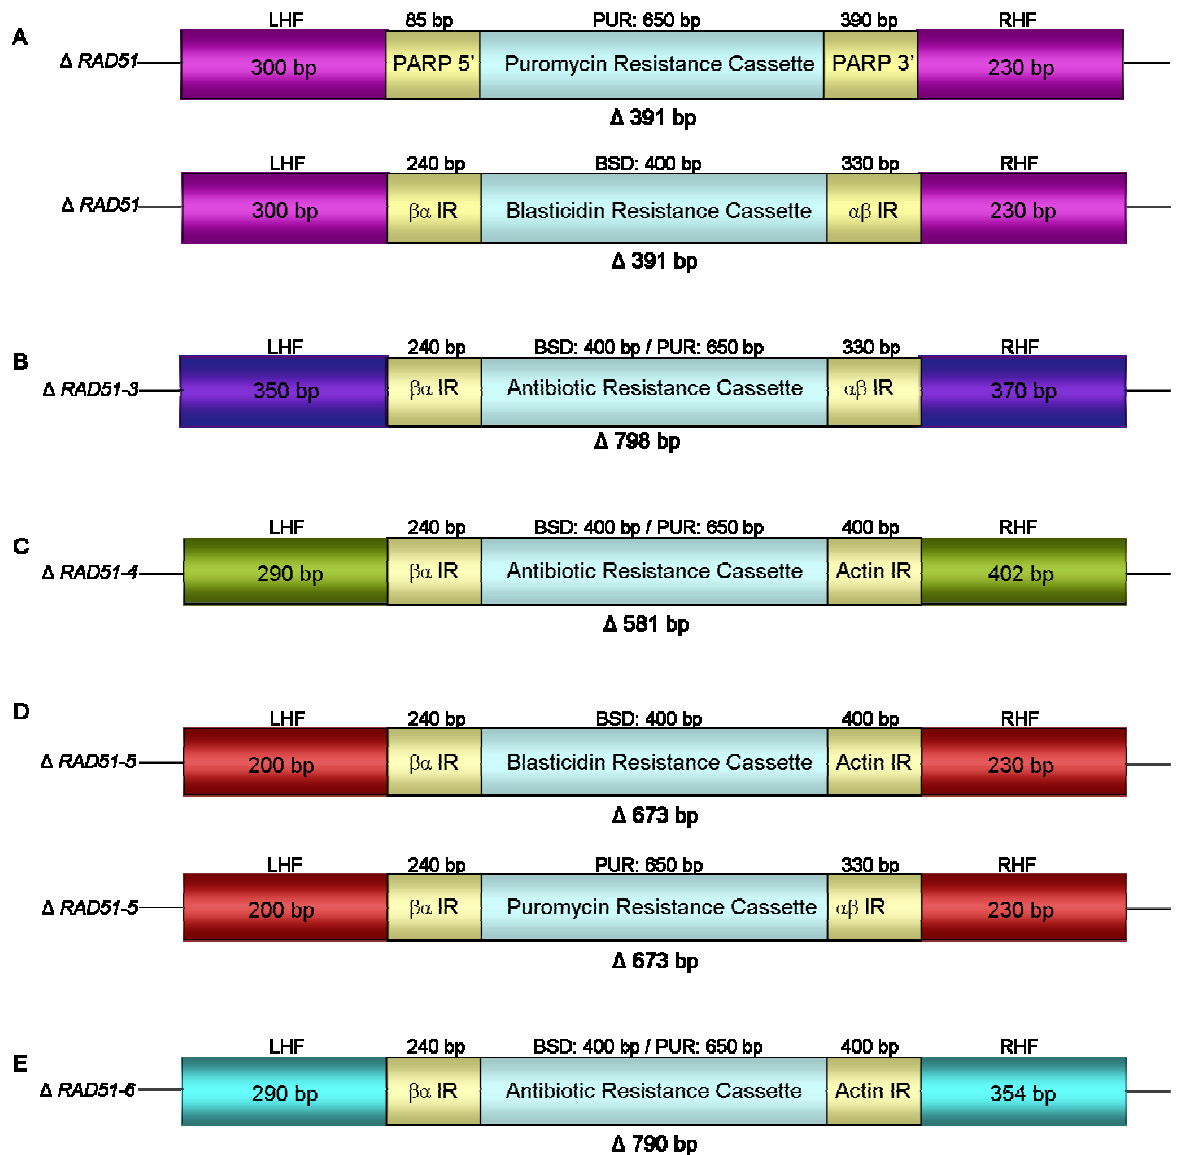 A
LHF 85 bp PUR: 650 bp 390 bp RHF
Δ RAD51 300 bp PARP 5’ Puromycin Resistance Cassette PARP 3’ 230 bp
Δ 391 bp
LHF 240 bp BSD: 400 bp 330 bp RHF
Δ RAD51 300 bp βα IR Blasticidin Resistance Cassette αβ IR 230 bp
Δ 391 bp
B
LHF 240 bp BSD: 400 bp / PUR: 650 bp 330 bp RHF
Δ RAD51-3 350 bp βα IR Antibiotic Resistance Cassette αβ IR 370 bp
Δ 798 bp
C
LHF 240 bp BSD: 400 bp / PUR: 650 bp 400 bp RHF
Δ RAD51-4 290 bp βα IR Antibiotic Resistance Cassette Actin IR 402 bp
Δ 581 bp
D
LHF 240 bp BSD: 400 bp 400 bp RHF
Δ RAD51-5 200 bp βα IR Blasticidin Resistance Cassette Actin IR 230 bp
Δ 673 bp
LHF 240 bp PUR: 650 bp 330 bp RHF
Δ RAD51-5 200 bp βα IR Puromycin Resistance Cassette αβ IR 230 bp
Δ 673 bp
E
LHF 240 bp BSD: 400 bp / PUR: 650 bp 400 bp RHF
Δ RAD51-6 290 bp βα IR Antibiotic Resistance Cassette Actin IR 354 bp
Δ 790 bp